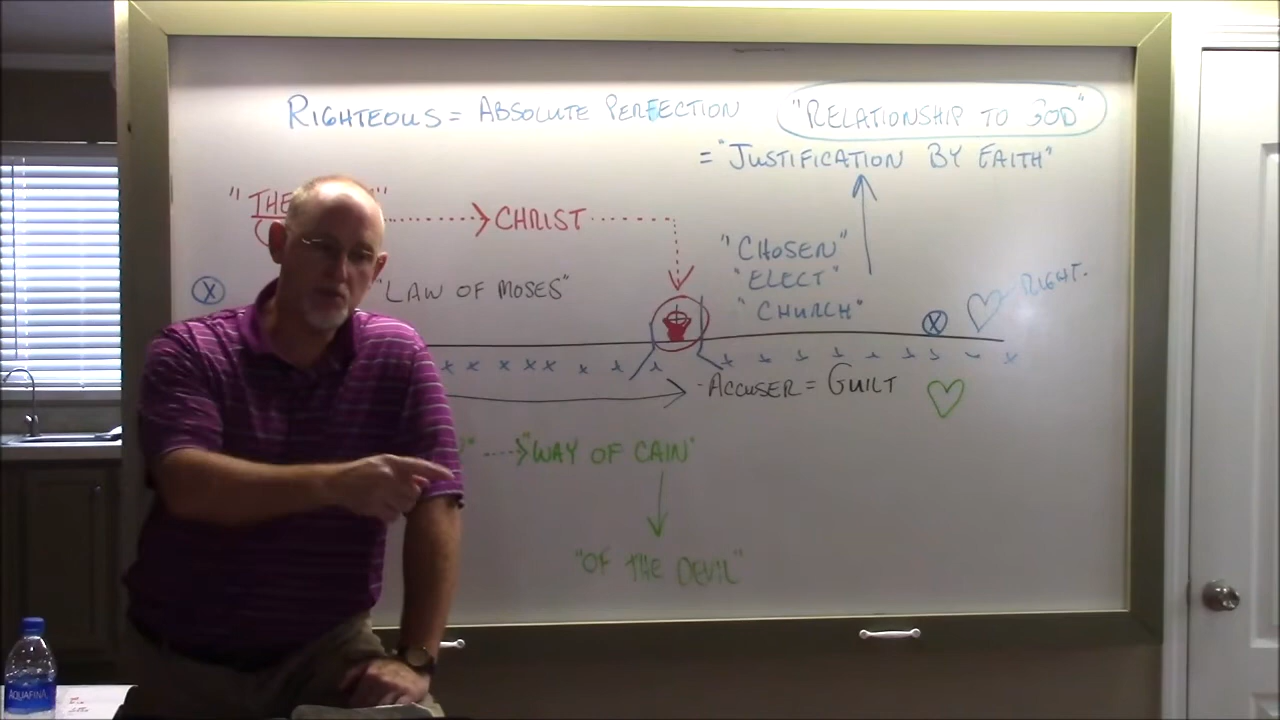 RIGHTEOUS = ABSOLUTE PERFECTION "RELATIONSHIP TO GOD"
= "JUSTIFICATION BY FAITH"
"THE
CHRIST
"CHOSEN"
"ELECT"
"CHURCH"
"LAW OF MOSES"
X
X
RIGHT.
x x x x x x x x x
- ACCUSER = GUILT
"WAY OF CAIN"
"OF THE DEVIL"
AQUAFINA